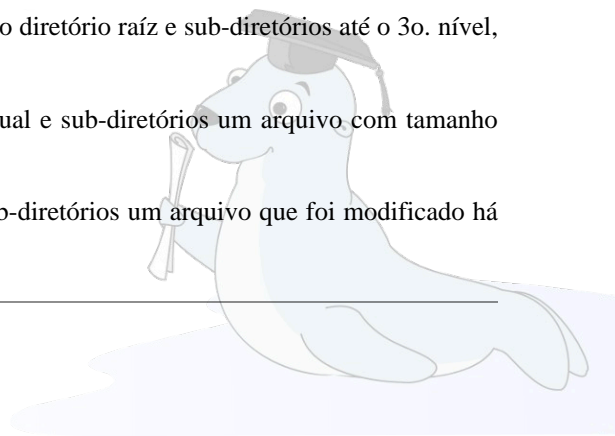 o diretório raíz e sub-diretórios até o 3o. nível,
ual e sub-diretórios um arquivo com tamanho
b-diretórios um arquivo que foi modificado há